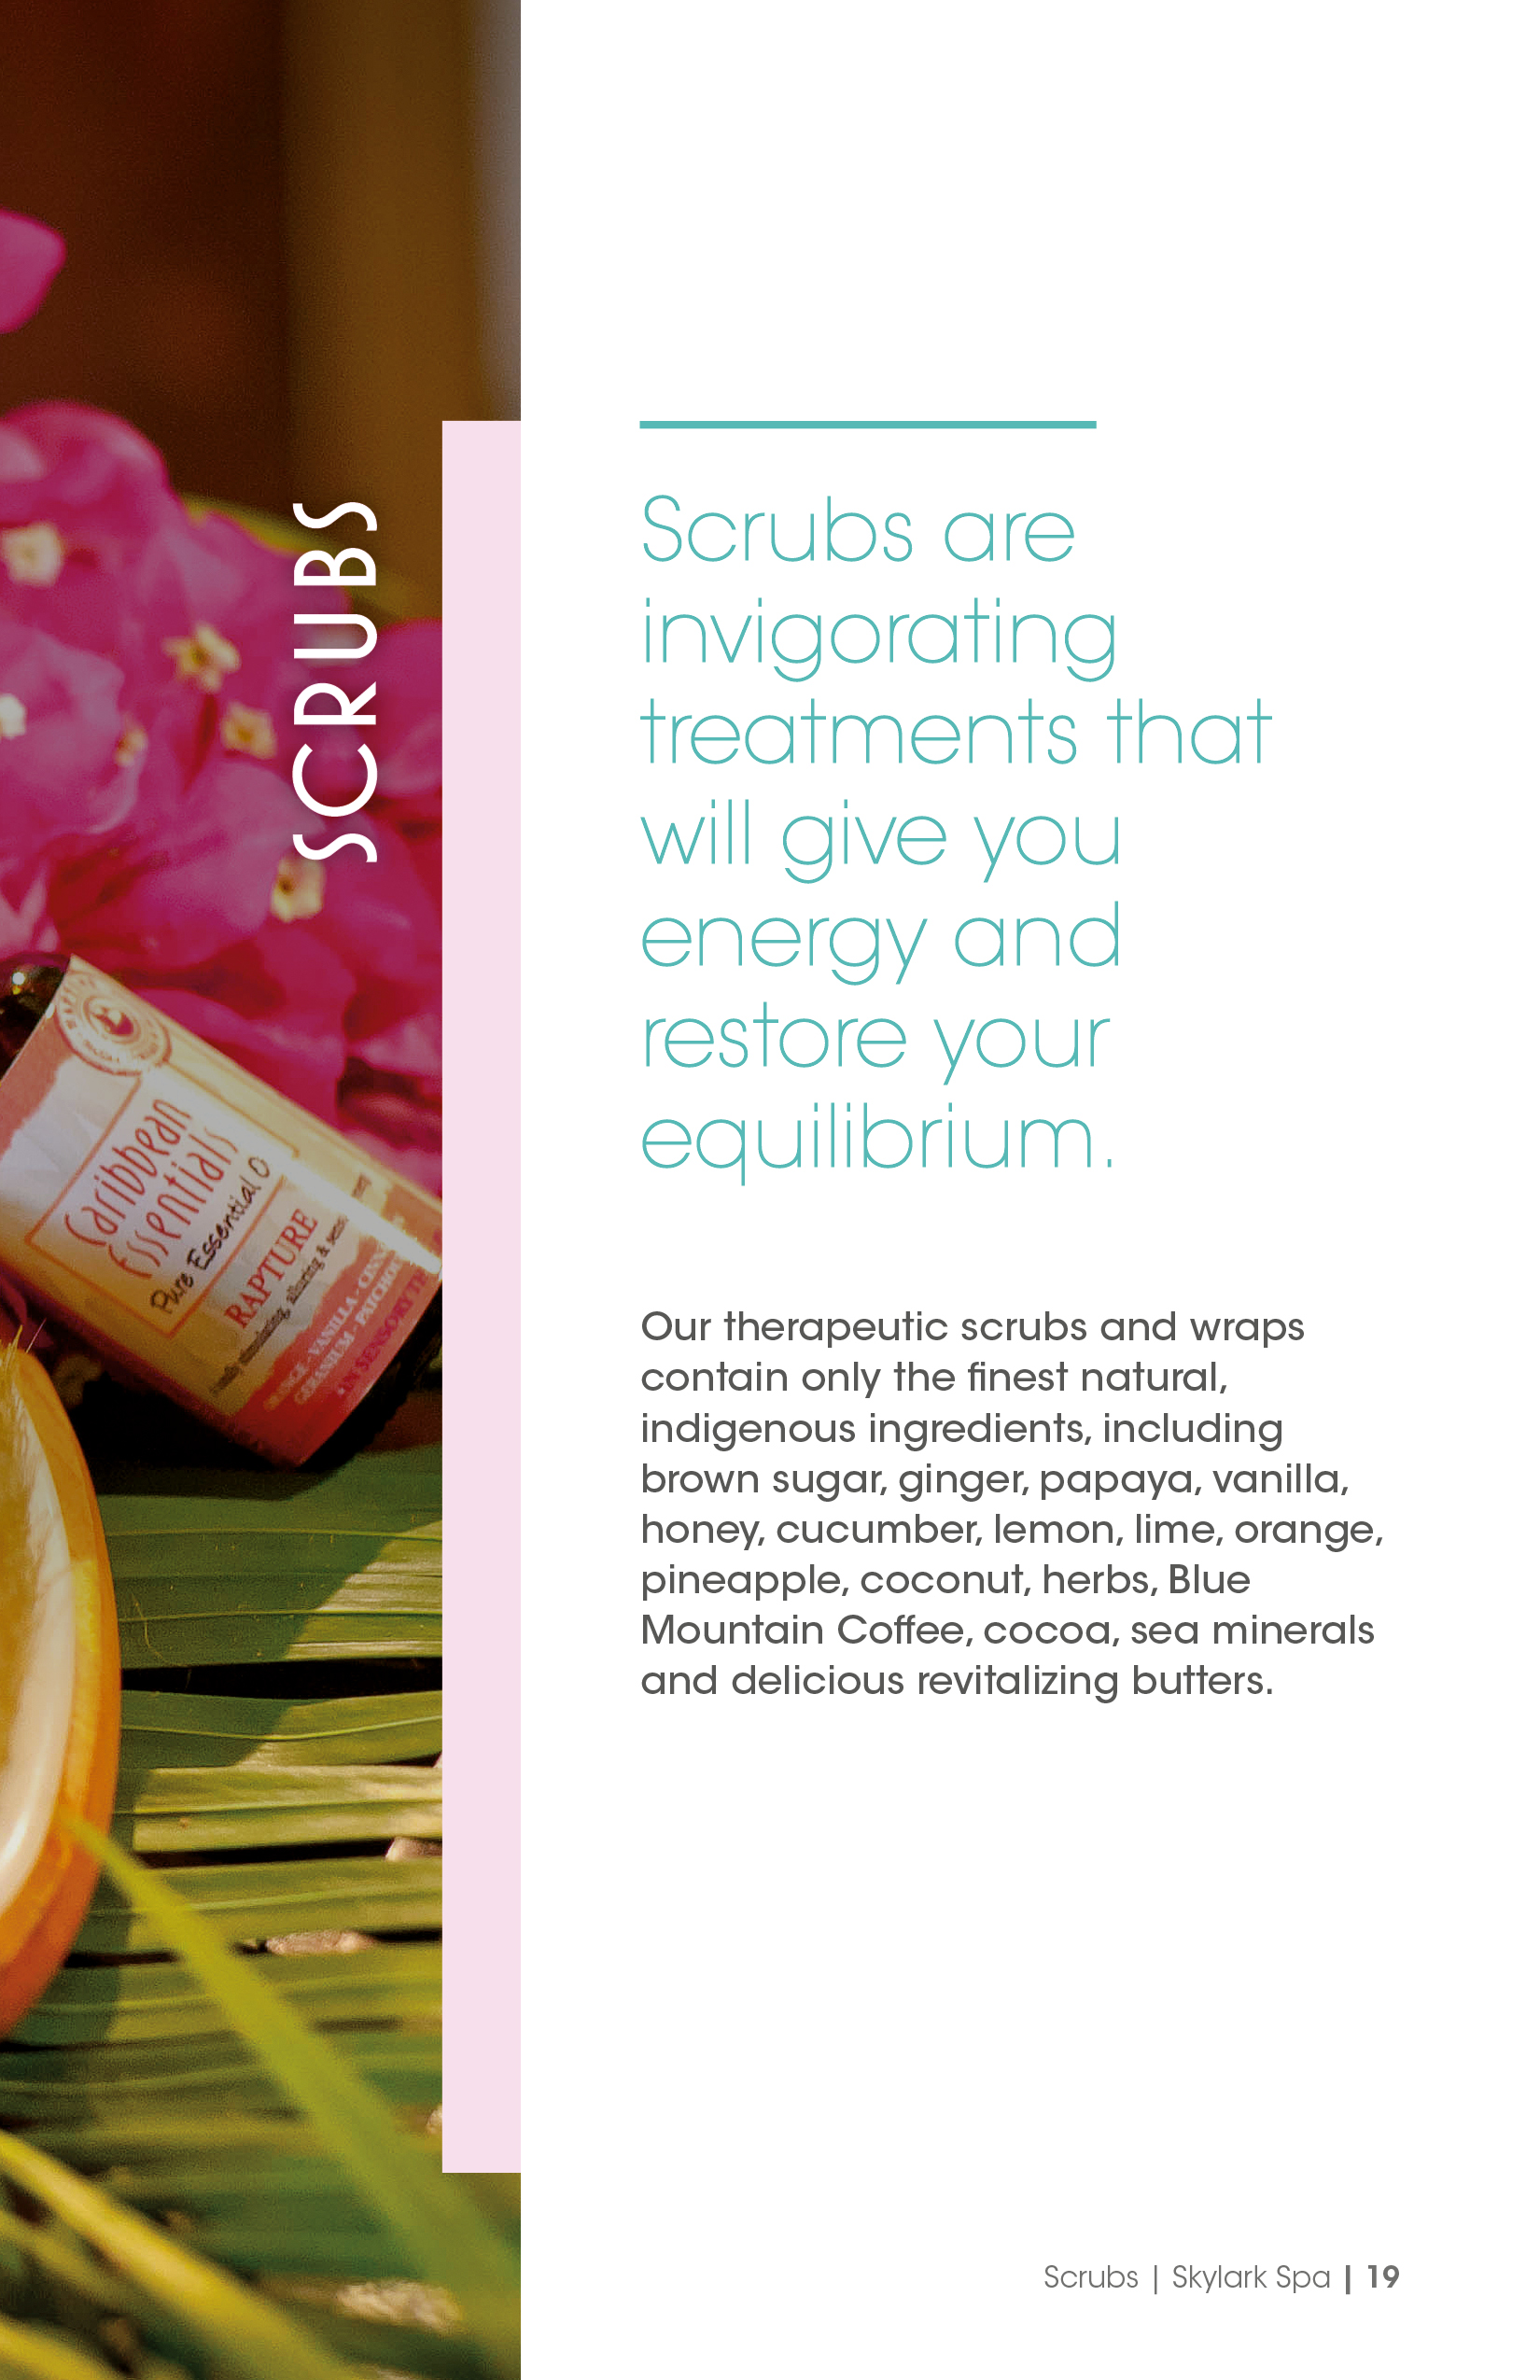 SCRUBS
Caribbean
Essentials
Pure Essential O
RAPTURE
alluring &
VANILLA
GERANIUM
Scrubs are
invigorating
treatments that
will give you
energy and
restore your
equilibrium.
Our therapeutic scrubs and wraps
contain only the finest natural,
indigenous ingredients, including
brown sugar, ginger, papaya, vanilla,
honey, cucumber, lemon, lime, orange,
pineapple, coconut, herbs, Blue
Mountain Coffee, cocoa, sea minerals
and delicious revitalizing butters.
Scrubs | Skylark Spa | 19